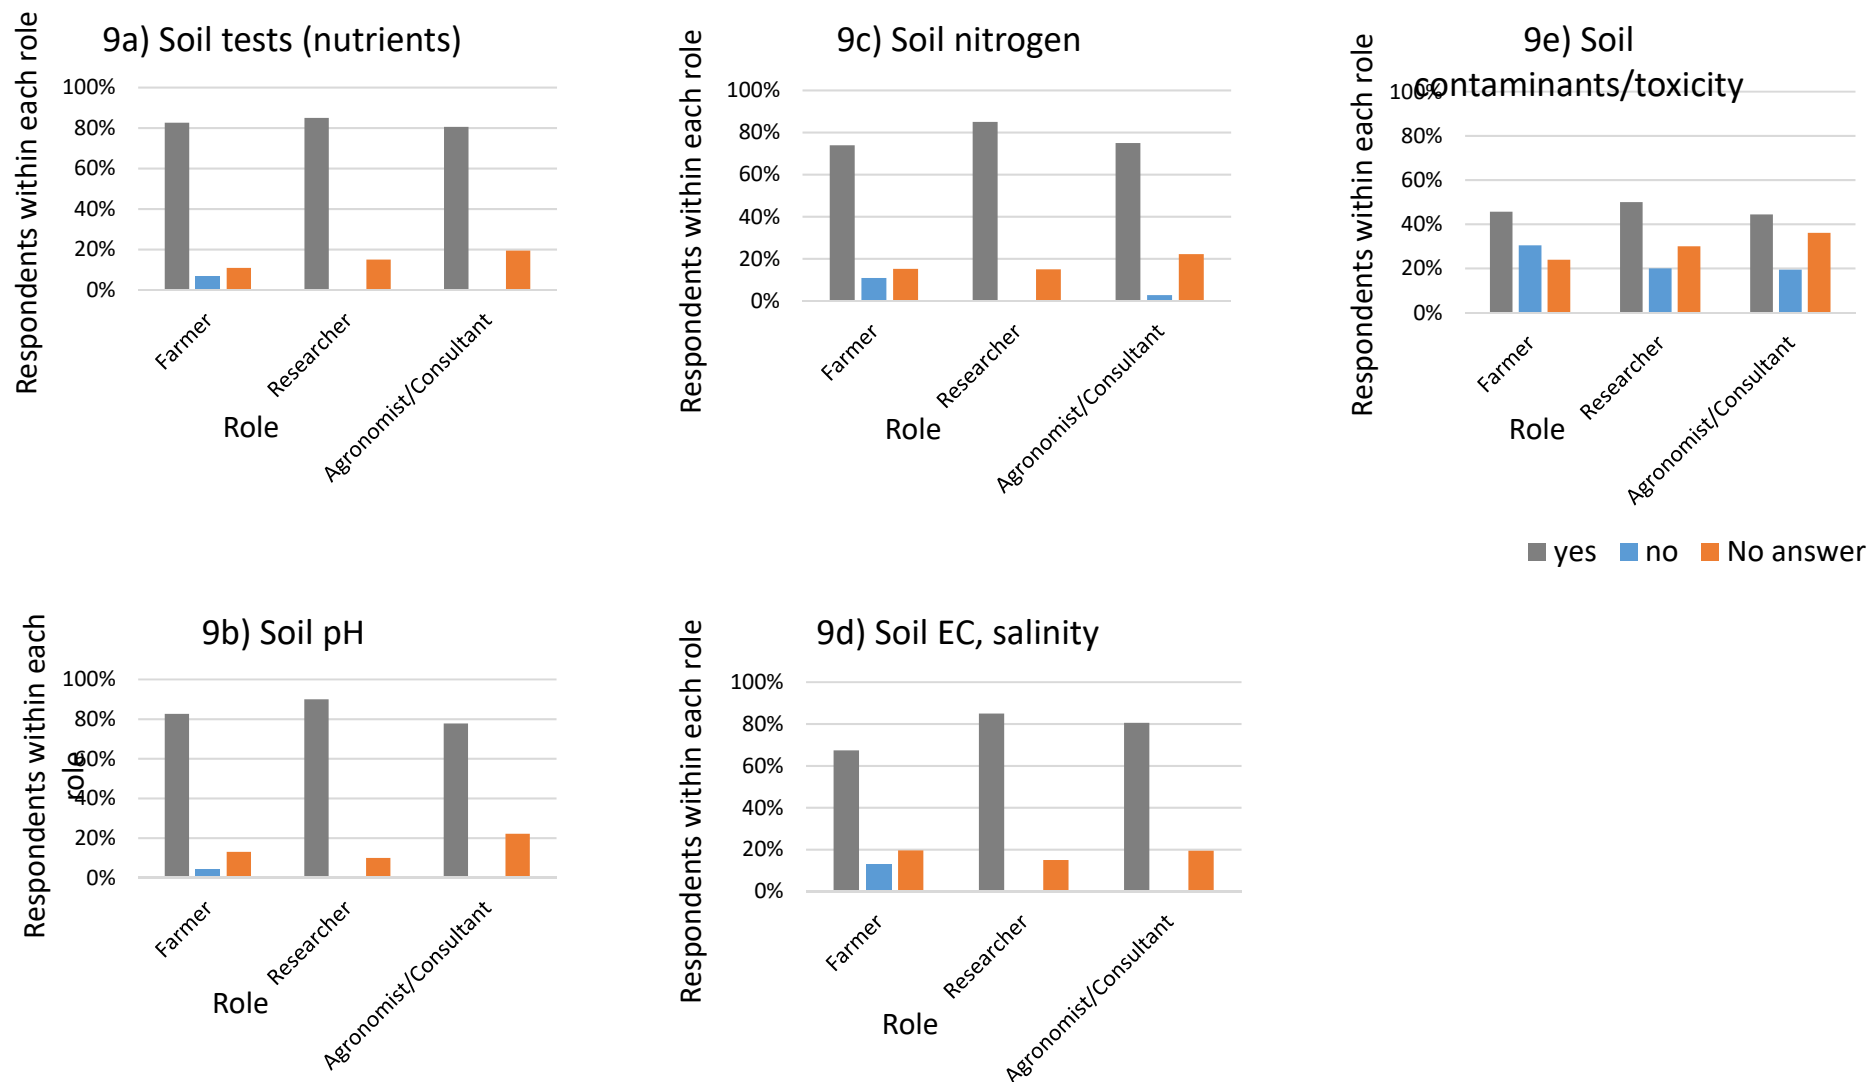 9a) Soil tests (nutrients)
Respondents within each role
100%
80%
60%
40%
20%
0%
Farmer
Researcher
Agronomist/Consultant
Role
9c) Soil nitrogen
Respondents within each role
100%
80%
60%
40%
20%
0%
Farmer
Researcher
Agronomist/Consultant
Role
9e) Soil
contaminants/toxicity
Respondents within each role
100%
80%
60%
40%
20%
0%
Farmer
Researcher
Agronomist/Consultant
Role
yes no No answer
9b) Soil pH
Respondents within each
role
100%
80%
60%
40%
20%
0%
Farmer
Researcher
Agronomist/Consultant
Role
9d) Soil EC, salinity
Respondents within each role
100%
80%
60%
40%
20%
0%
Farmer
Researcher
Agronomist/Consultant
Role